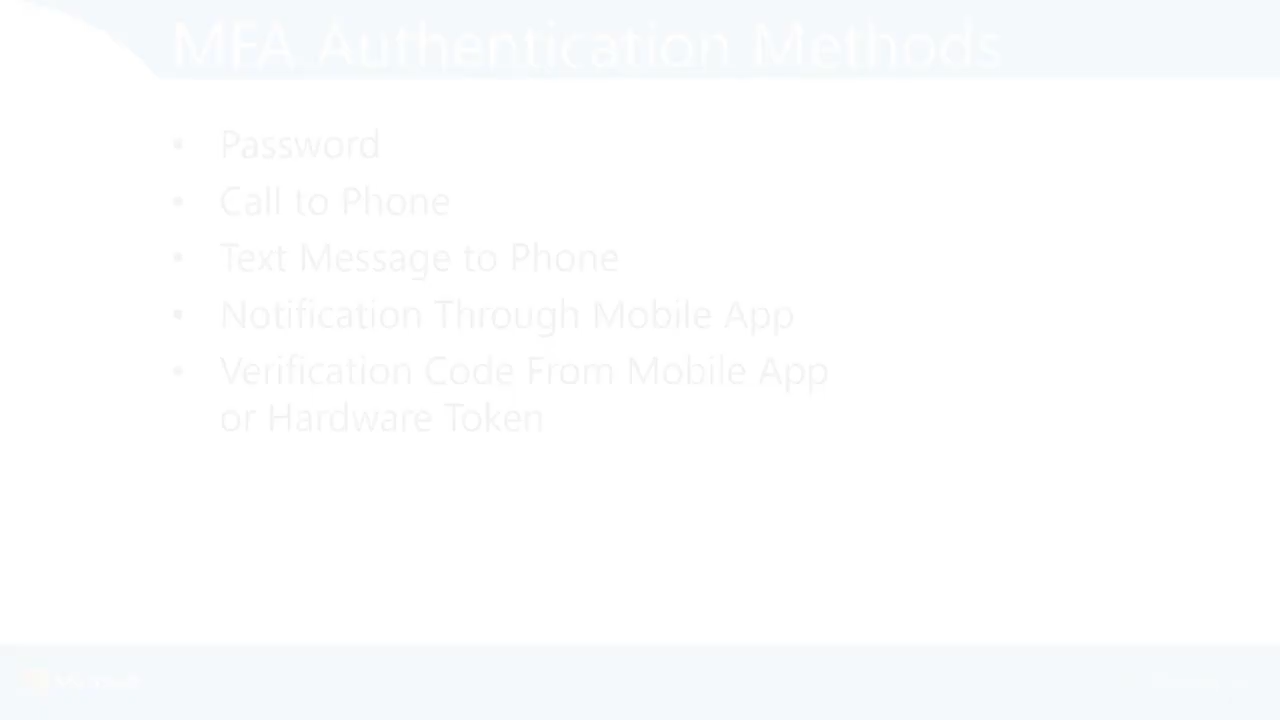 MFA Authentication Methods
• Password
• Call to Phone
• Text Message to Phone
• Notification Through Mobile App
• Verification Code From Mobile App
or Hardware Token
Microsoft